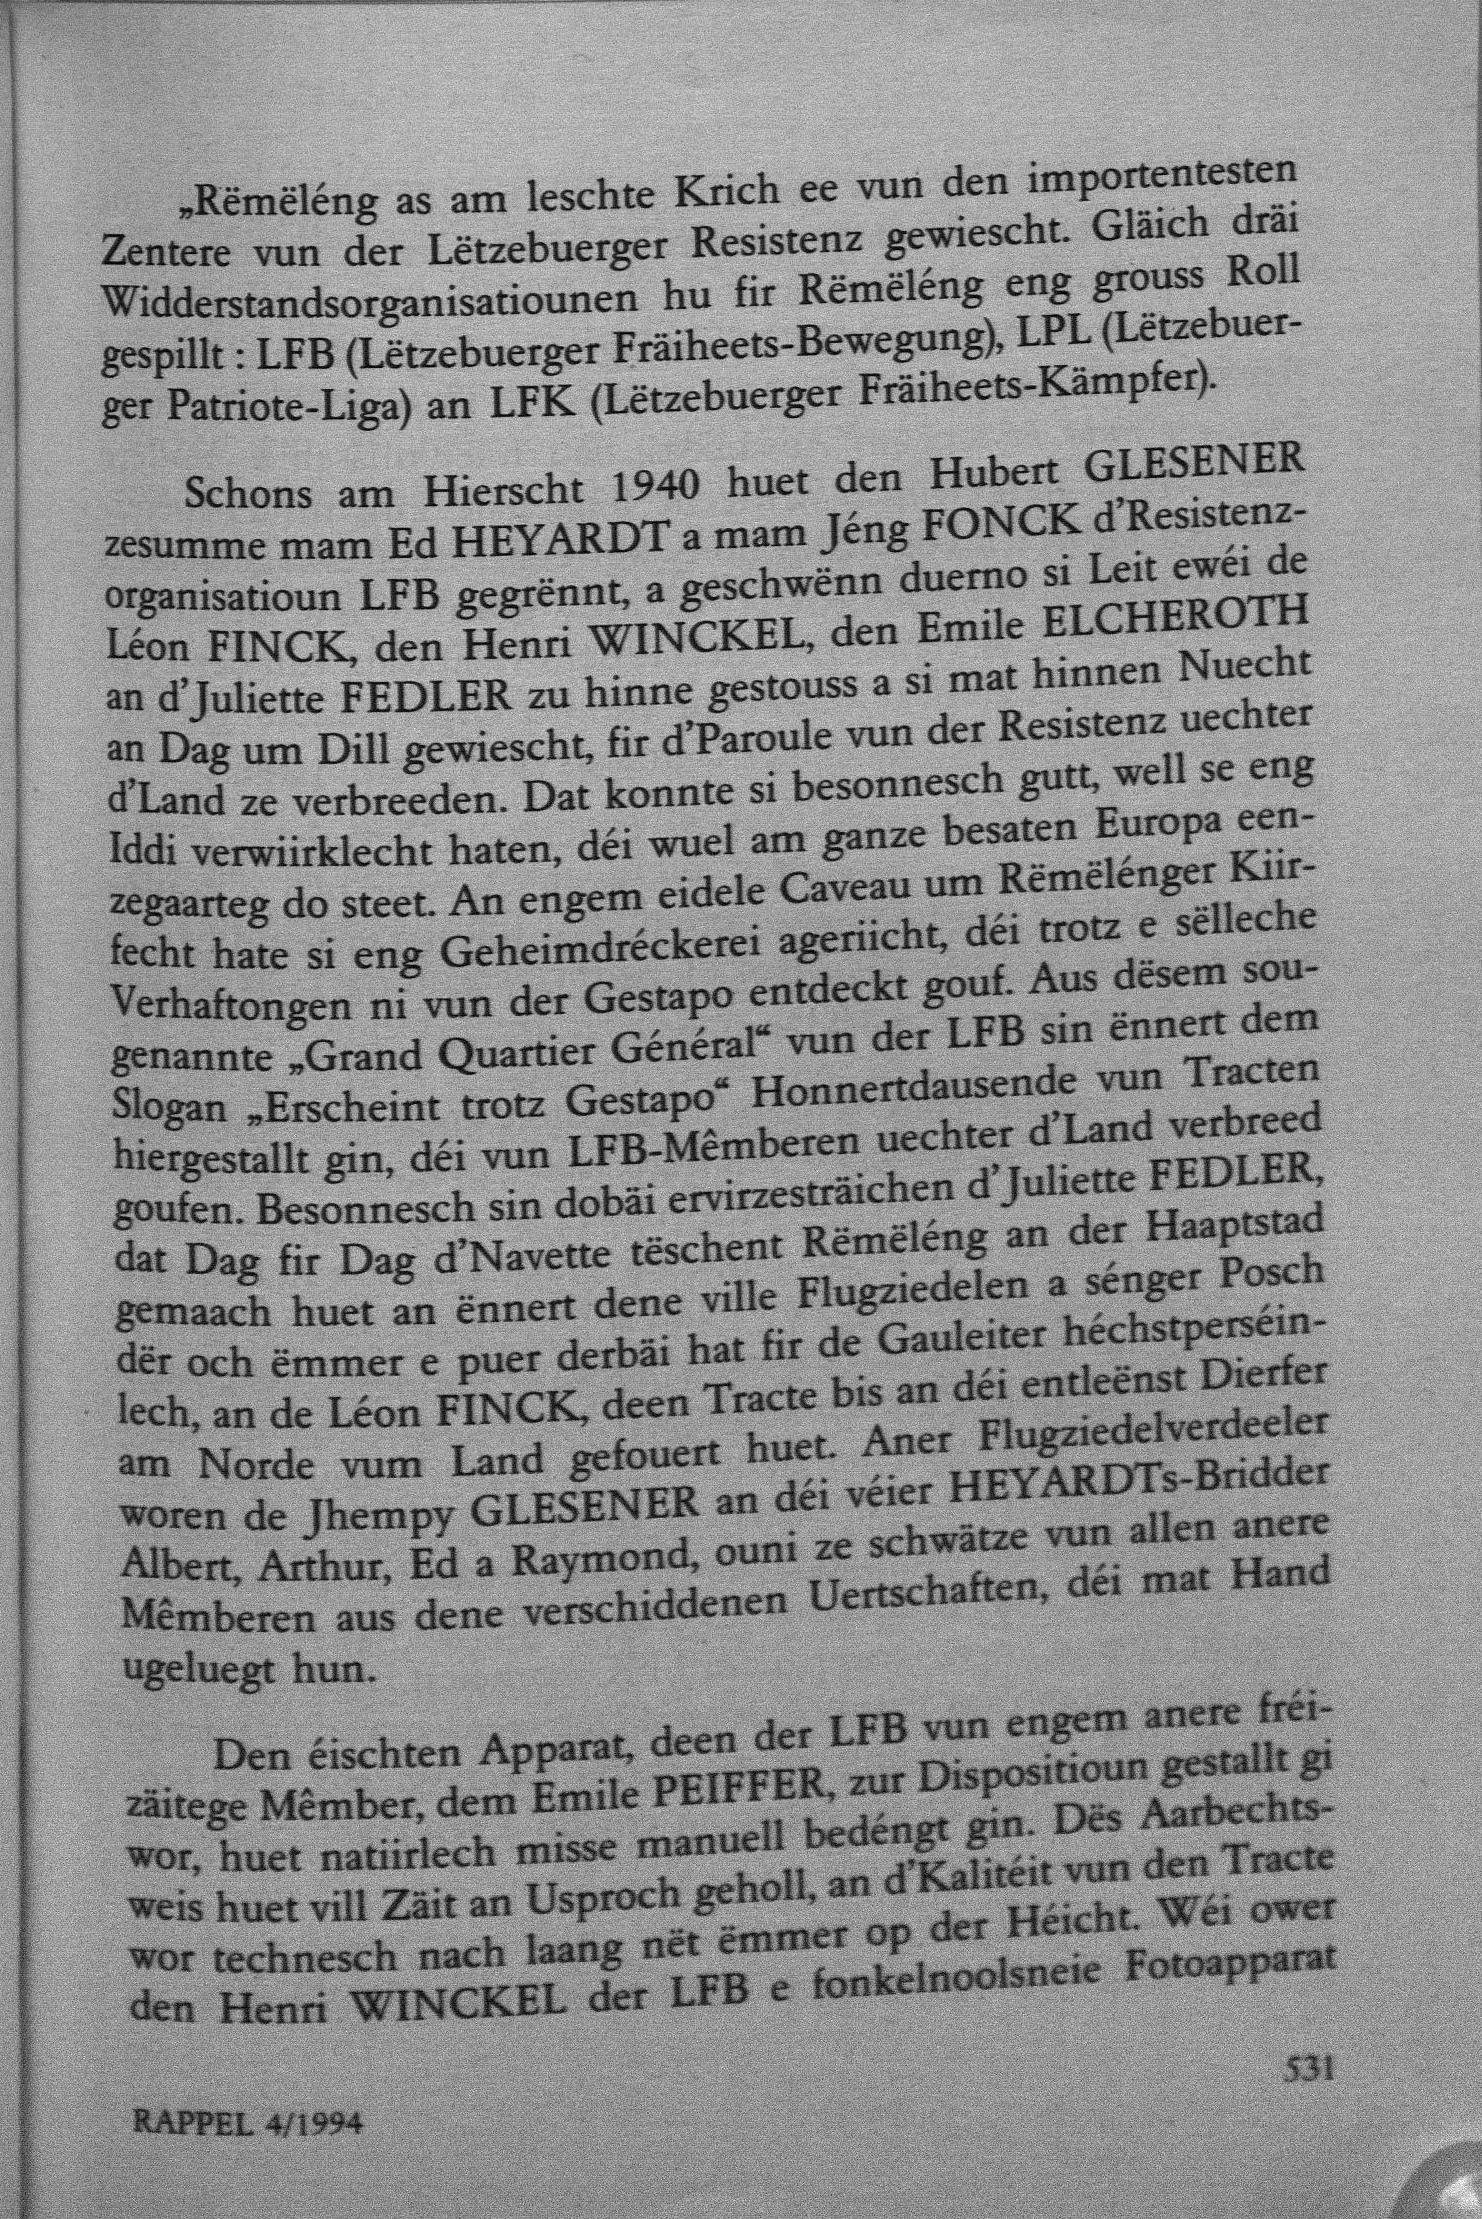 „Rëmëléng as am leschte Krich ee vun den importentesten
Zentere vun der Lëtzebuerger Resistenz gewiescht. Gläich dräi
Widderstandsorganisatiounen hu fir Rëmëléng eng grouss Roll
gespillt : LFB (Lëtzebuerger Fräiheets-Bewegung), LPL (Lëtzebuer-
ger Patriote-Liga) an LFK (Lëtzebuerger Fräiheets-Kämpfer).
Schons am Hierscht 1940 huet den Hubert GLESENER
zesumme mam Ed HEYARDT a mam Jéng FONCK d'Resistenz-
organisatioun LFB gegrënnt, a geschwënn duerno si Leit ewéi de
Léon FINCK, den Henri WINCKEL, den Emile ELCHEROTH
an d'Juliette FEDLER zu hinne gestouss a si mat hinnen Nuecht
an Dag um Dill gewiescht, fir d'Paroule vun der Resistenz uechter
d'Land ze verbreeden. Dat konnte si besonnesch gutt, well se eng
Iddi verwiirklecht haten, déi wuel am ganze besaten Europa een-
zegaarteg do steet. An engem eidele Caveau um Rëmëlénger Kiir-
fecht hate si eng Geheimdréckerei ageriicht, déi trotz e sëlleche
Verhaftongen ni vun der Gestapo entdeckt gouf. Aus dësem sou-
genannte „Grand Quartier Général“ vun der LFB sin ënnert dem
Slogan „Erscheint trotz Gestapo“ Honnertdausende vun Tracten
hiergestallt gin, déi vun LFB-Mêmberen uechter d'Land verbreed
goufen. Besonnesch sin dobäi ervirzesträichen d'Juliette FEDLER,
dat Dag fir Dag d'Navette tëschent Rëmëléng an der Haaptstad
gemaach huet an ënnert dene ville Flugziedelen a sénger Posch
dër och ëmmer e puer derbäi hat fir de Gauleiter héchstperséin-
lech, an de Léon FINCK, deen Tracte bis an déi entleënst Dierfer
am Norde vum Land gefouert huet. Aner Flugziedelverdeeler
woren de Jhempy GLESENER an déi véier HEYARDTs-Bridder
Albert, Arthur, Ed a Raymond, ouni ze schwätze vun allen anere
Mêmberen aus dene verschiddenen Uertschaften, déi mat Hand
ugeluegt hun.
Den éischten Apparat, deen der LFB vun engem anere fréi-
zäitege Mêmber, dem Emile PEIFFER, zur Dispositioun gestallt gi
wor, huet natiirlech misse manuell bedéngt gin. Dës Aarbechts-
weis huet vill Zäit an Usproch geholl, an d'Kalitéit vun den Tracte
wor technesch nach laang nët ëmmer op der Héicht. Wéi ower
den Henri WINCKEL der LFB e fonkelnoolsneie Fotoapparat
531
RAPPEL 4/1994